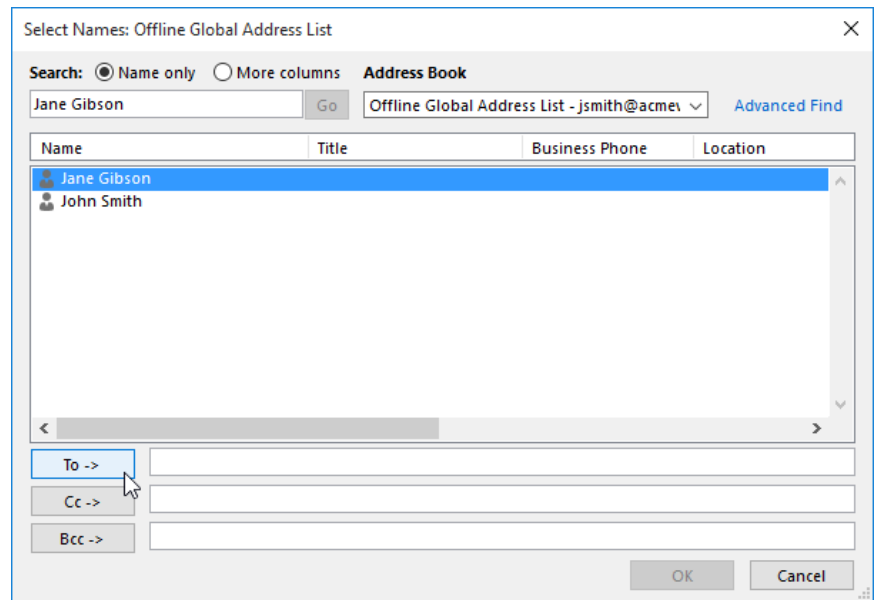 Select Names: Offline Global Address List
Search: Name only More columns Address Book
Jane Gibson Go Offline Global Address List - jsmith@acmev Advanced Find
Name Title Business Phone Location
Jane Gibson
John Smith
To ->
Cc ->
Bcc ->
OK Cancel